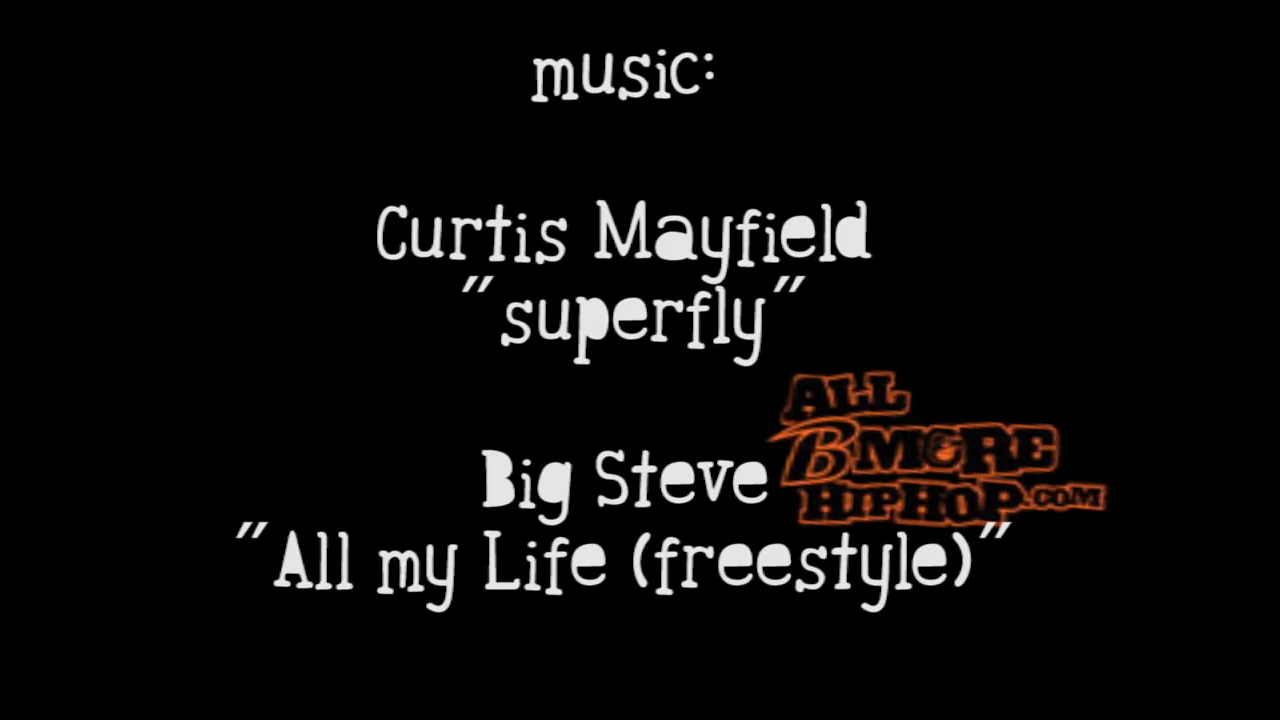 music:
Curtis Mayfield
"superfly"
Big Steve
"All my Life (freestyle)"
ALL
BMORE
HIPHOP.COM